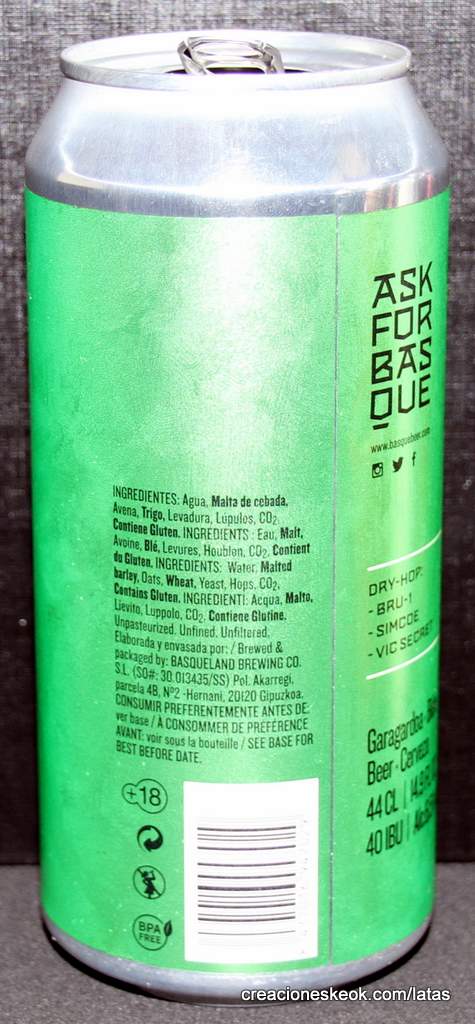 INGREDIENTES: Agua, Malta de cebada,
Avena, Trigo, Levadura, Lúpulos, CO2.
Contiene Gluten. INGREDIENTS : Eau, Malt,
Avoine, Blé, Levures, Houblon, CO2. Contient
du Gluten. INGREDIENTS: Water, Malted
barley, Oats, Wheat, Yeast, Hops, CO2.
Contains Gluten. INGREDIENTI: Acqua, Malto,
Lievito, Luppolo, CO2. Contiene Glutine.
Unpasteurized. Unfined. Unfiltered.
Elaborada y envasada por: / Brewed &
packaged by: BASQUELAND BREWING CO.
S.L. (SO#: 30.013435/SS) Pol. Akarregi,
parcela 4B, Nº2 -Hernani, 20120 Gipuzkoa.
CONSUMIR PREFERENTEMENTE ANTES DE:
ver base / À CONSOMMER DE PRÉFÉRENCE
AVANT: voir sous la bouteille / SEE BASE FOR
BEST BEFORE DATE.
+18
BPA
FREE
ASK
FOR
BAS
QUE
www.basquebeer.com
DRY-HOP:
- BRU-1
- SIMCOE
- VIC SECRET
Garagardoa -
Beer - Cerveza
44 CL | 14.9 FL
40 IBU |
creacioneskeok.com/latas